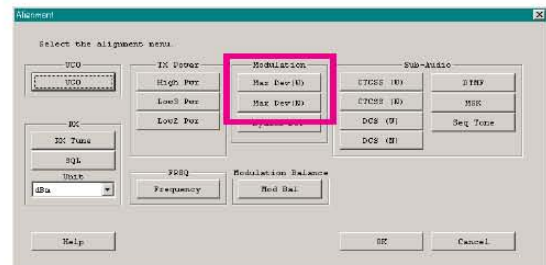 Alignment
Select the alignment menu.
VCO
VCO
RX
RX Tune
SQL
Unit
dBm
TX Power
High Pwr
Low3 Pwr
Low2 Pwr
Modulation
Max Dev(W)
Max Dev(N)
Sub-Audio
CTCSS (W)
CTCSS (N)
DCS (W)
DCS (N)
DTMF
MSK
Seq Tone
FREQ
Frequency
Modulation Balance
Mod Bal
Help
OK
Cancel